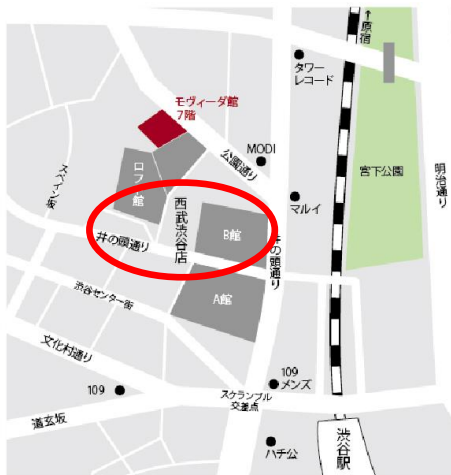 ↑原宿
タワー
レコード
モヴィーダ館
7階
MODI
公園通り
宮下公園
明治通り
スペイン坂
ロフト館
マルイ
西武渋谷店
B館
井の頭通り
井の頭通り
A館
渋谷センター街
文化村通り
109
メンズ
109
スクランブル
交差点
道玄坂
ハチ公
渋谷駅